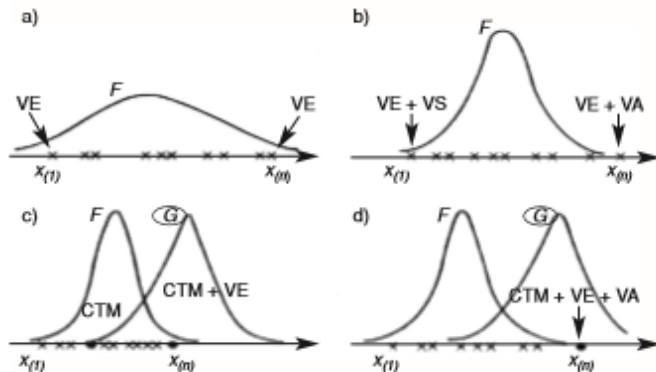 a)
F
VE
VE
x(1)
x(n)
b)
F
VE + VS
VE + VA
x(1)
x(n)
c)
F
G
CTM
CTM + VE
x(1)
x(n)
d)
F
G
CTM + VE + VA
x(1)
x(n)